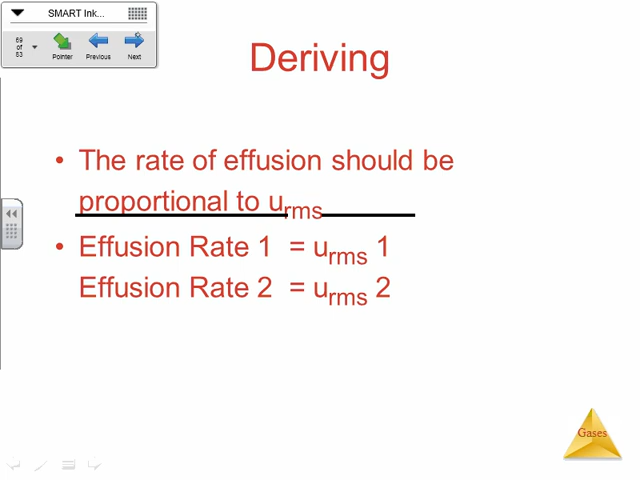 SMART Ink...
69
of
83
Pointer
Previous
Next
Deriving
• The rate of effusion should be
proportional to urms
• Effusion Rate 1 = urms 1
Effusion Rate 2 = urms 2
Gases